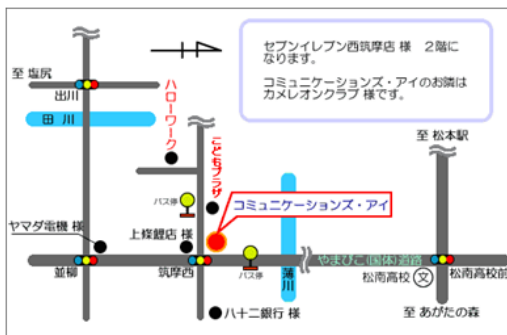 セブンイレブン西筑摩店 様　２階に
なります。
コミュニケーションズ・アイのお隣は
カメレオンクラブ 様です。
至 塩尻
出川
田 川
ハローワーク
こどもプラザ
至 松本駅
バス停
コミュニケーションズ・アイ
ヤマダ電機 様
上條鯉店 様
並柳
筑摩西
バス停
薄川
やまびこ(国体)道路
松南高校
文
松南高校前
八十二銀行 様
至 あがたの森